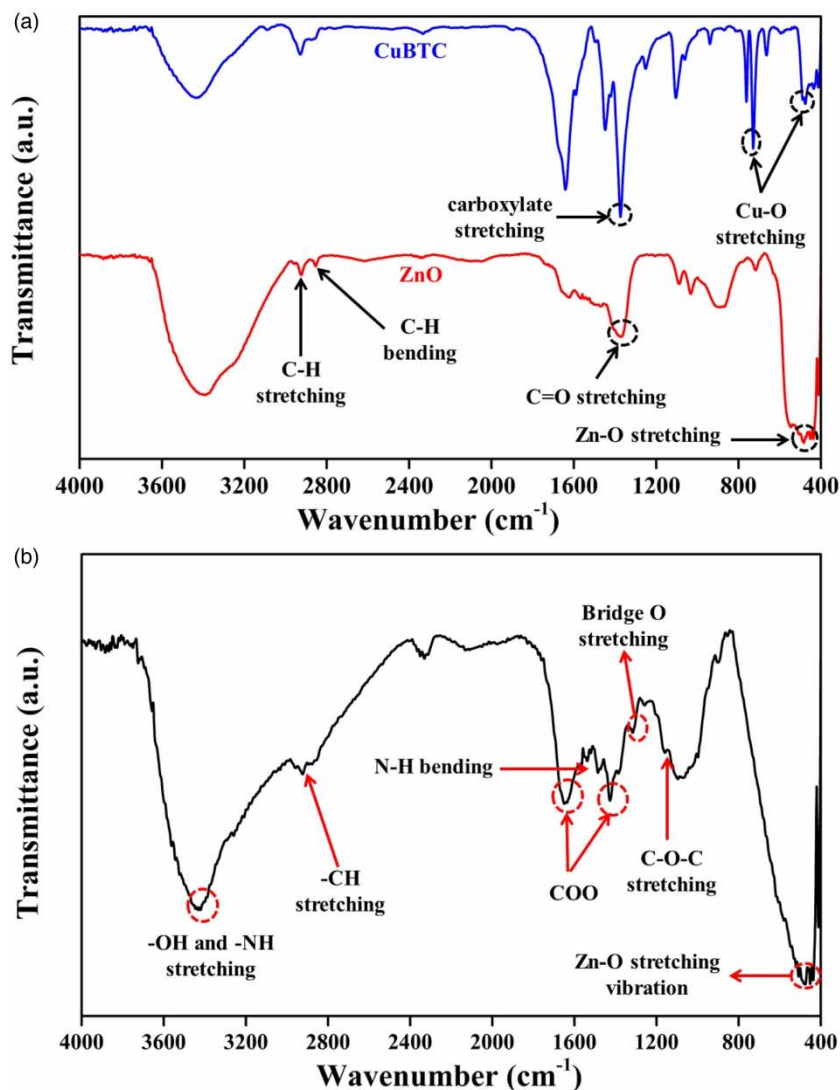 (a)
CuBTC
carboxylate
stretching
Cu-O
stretching
ZnO
C-H
stretching
C-H
bending
C=O stretching
Zn-O stretching
Transmittance (a.u.)
4000 3600 3200 2800 2400 2000 1600 1200 800 400
Wavenumber (cm⁻¹)
(b)
Bridge O
stretching
N-H bending
-CH
stretching
COO
C-O-C
stretching
-OH and -NH
stretching
Zn-O stretching
vibration
Transmittance (a.u.)
4000 3600 3200 2800 2400 2000 1600 1200 800 400
Wavenumber (cm⁻¹)